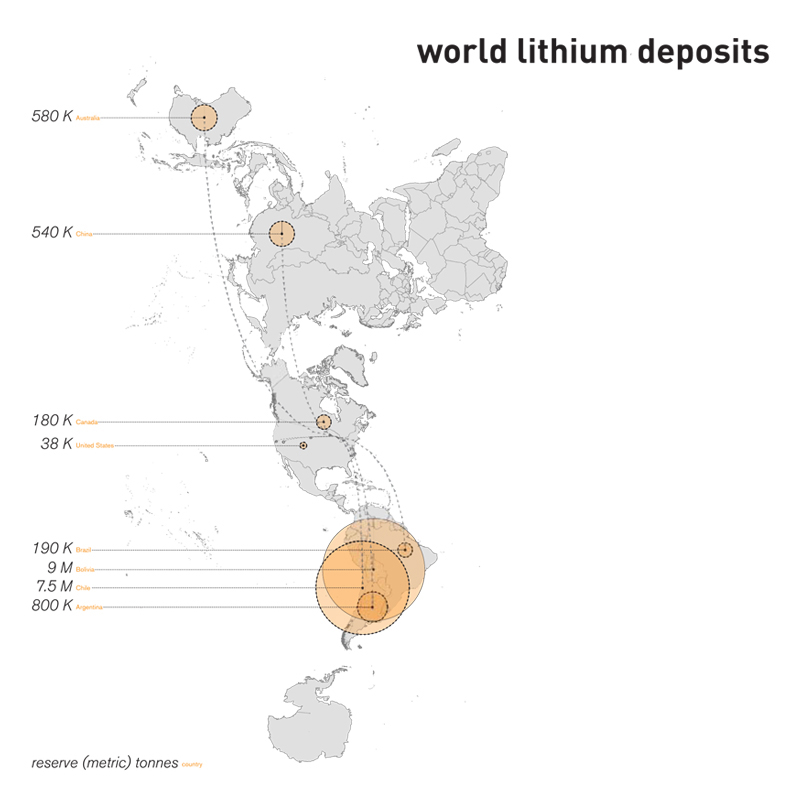 world lithium deposits
580 K Australia
540 K China
180 K Canada
38 K United States
190 K Brazil
9 M Bolivia
7.5 M Chile
800 K Argentina
reserve (metric) tonnes country